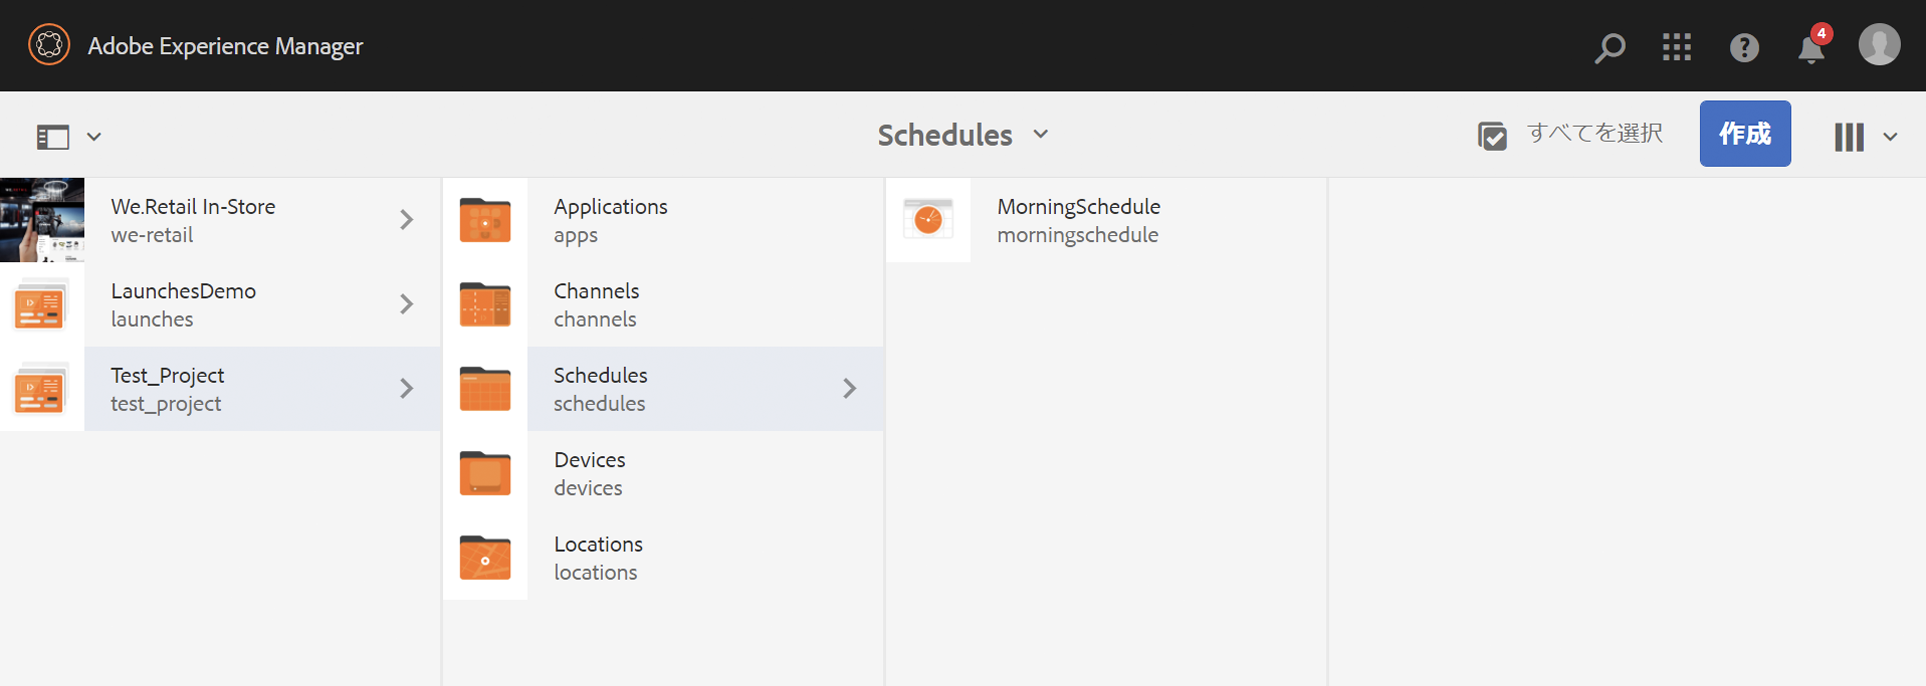 Adobe Experience Manager
4
Schedules
すべてを選択
作成
We.Retail In-Store
we-retail
LaunchesDemo
launches
Test_Project
test_project
Applications
apps
Channels
channels
Schedules
schedules
Devices
devices
Locations
locations
MorningSchedule
morningschedule